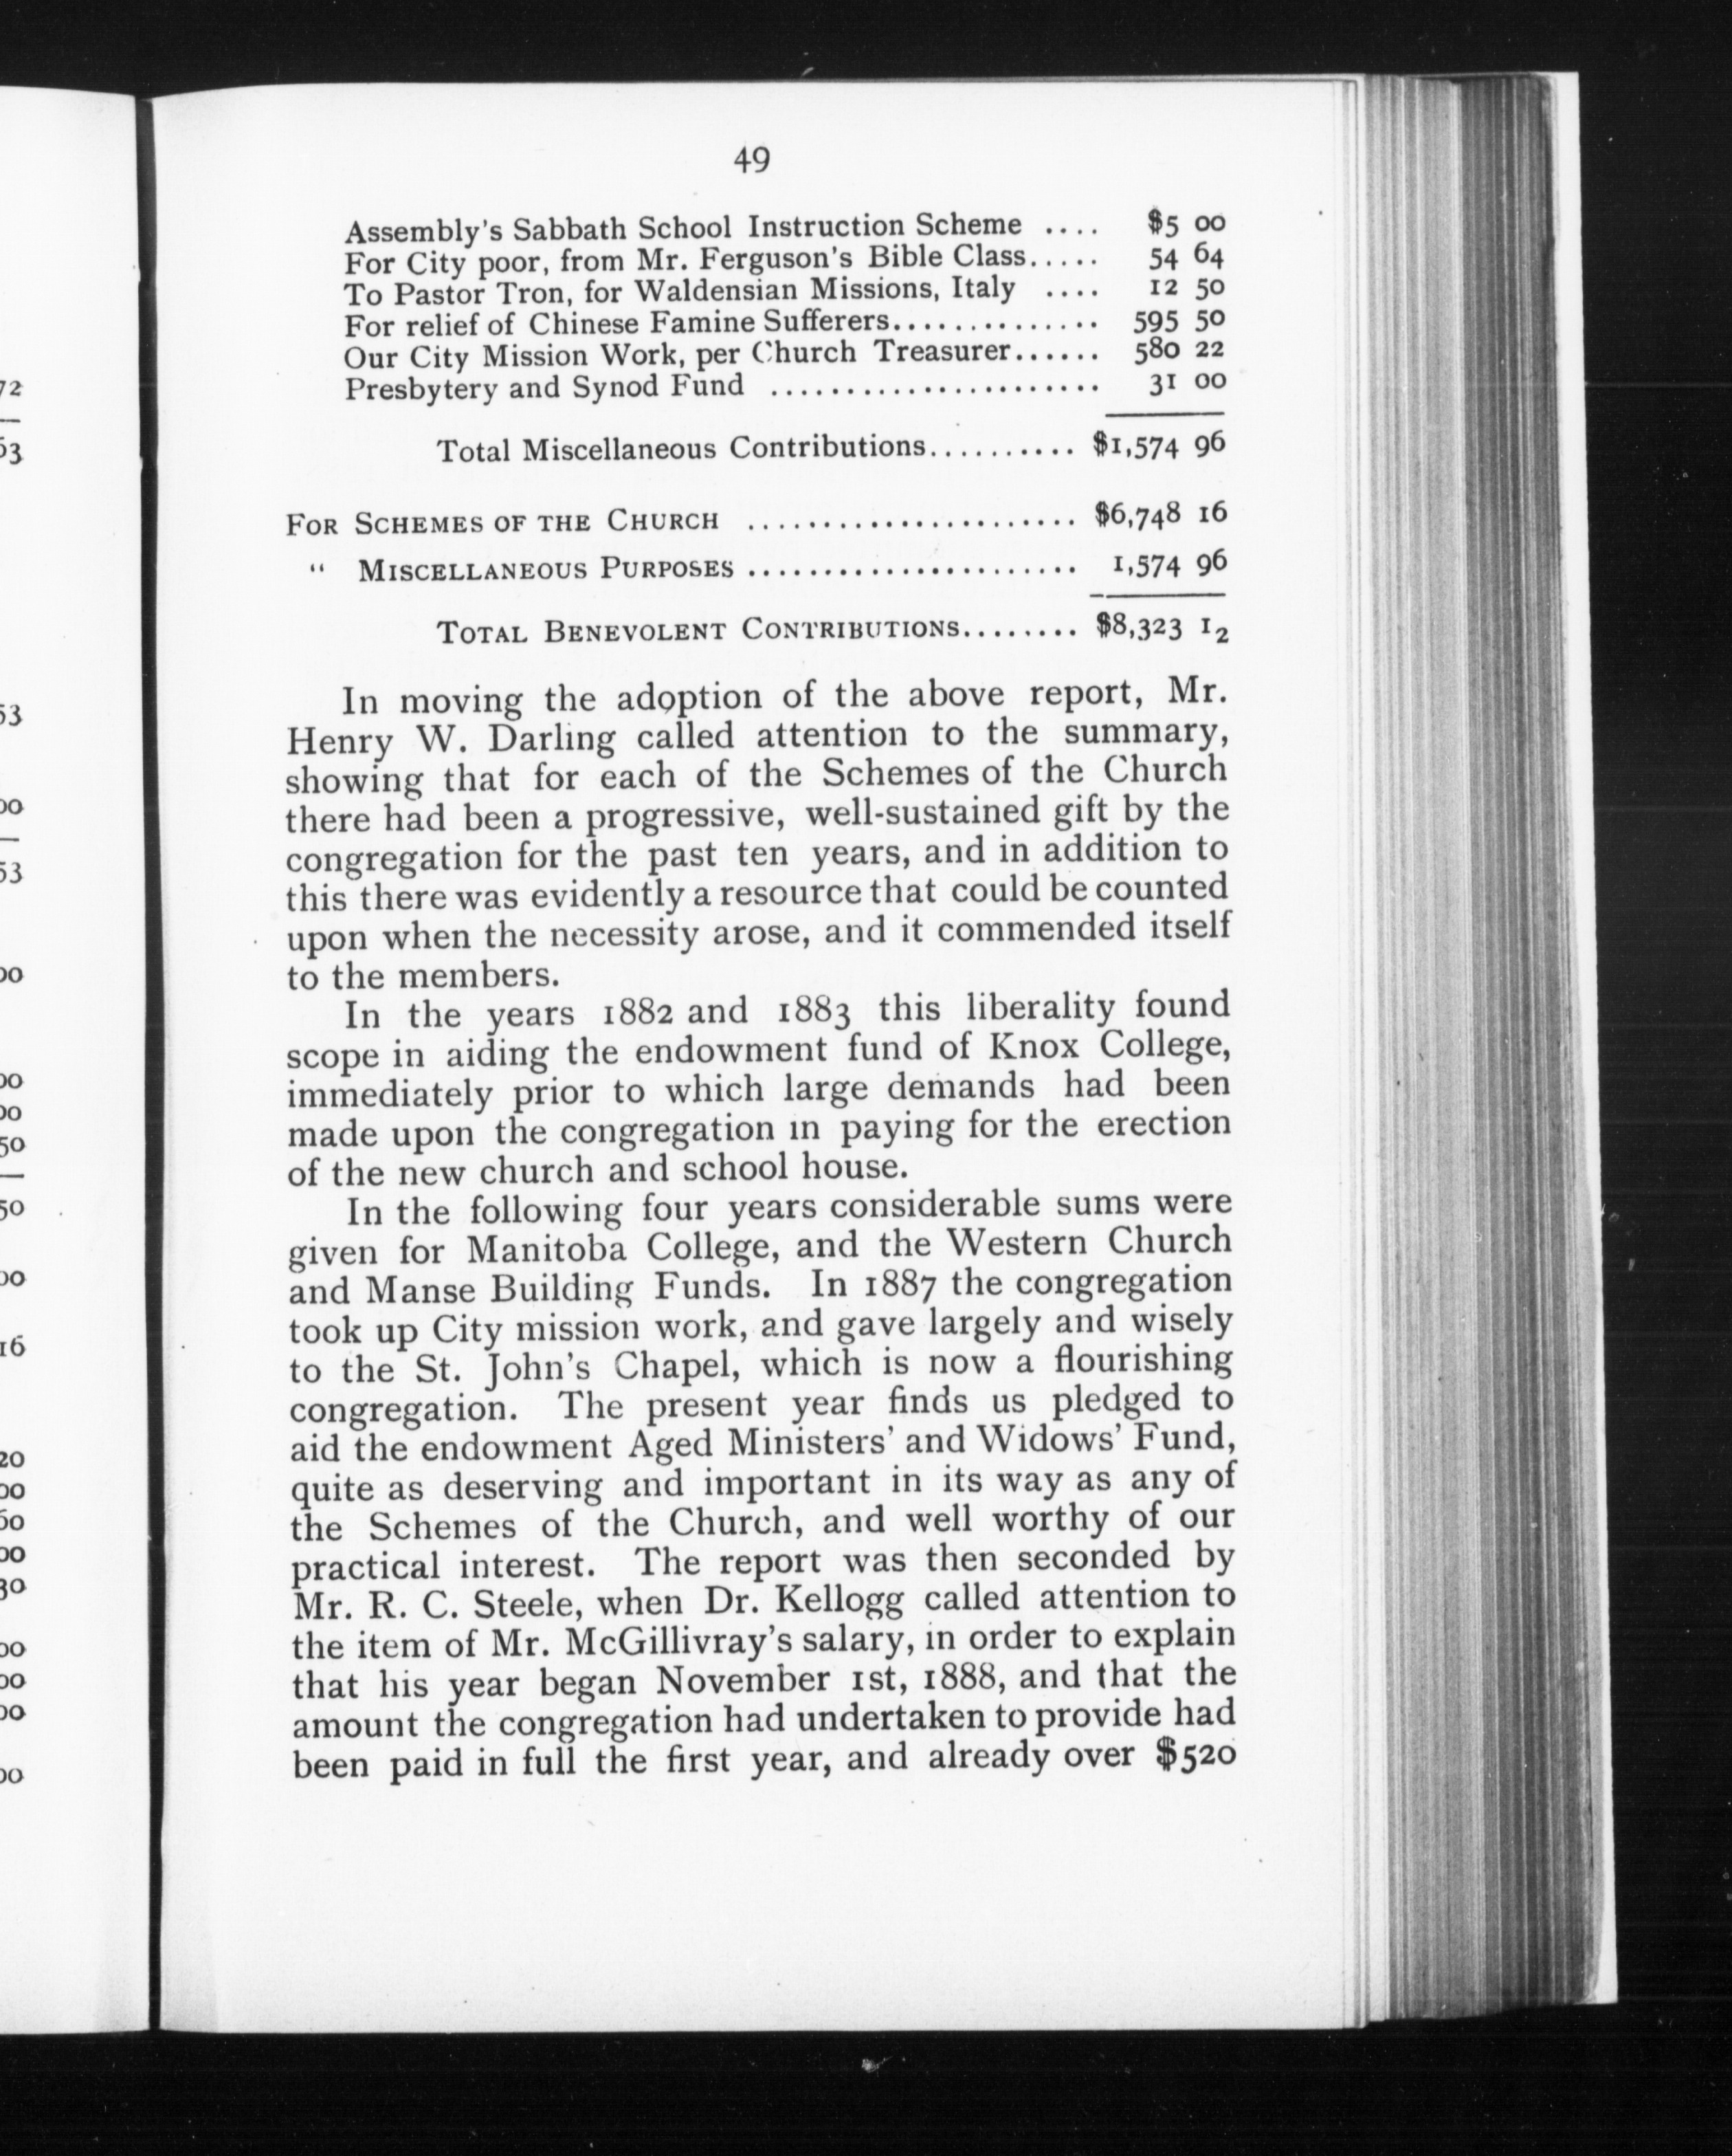 49
Assembly's Sabbath School Instruction Scheme .... $5 00
For City poor, from Mr. Ferguson's Bible Class..... 54 64
To Pastor Tron, for Waldensian Missions, Italy .... 12 50
For relief of Chinese Famine Sufferers.............. 595 50
Our City Mission Work, per Church Treasurer...... 580 22
Presbytery and Synod Fund ...................... 31 00
Total Miscellaneous Contributions.......... $1,574 96
FOR SCHEMES OF THE CHURCH ...................... $6,748 16
" MISCELLANEOUS PURPOSES ...................... 1,574 96
TOTAL BENEVOLENT CONTRIBUTIONS........ $8,323 12
In moving the adoption of the above report, Mr.
Henry W. Darling called attention to the summary,
showing that for each of the Schemes of the Church
there had been a progressive, well-sustained gift by the
congregation for the past ten years, and in addition to
this there was evidently a resource that could be counted
upon when the necessity arose, and it commended itself
to the members.
In the years 1882 and 1883 this liberality found
scope in aiding the endowment fund of Knox College,
immediately prior to which large demands had been
made upon the congregation in paying for the erection
of the new church and school house.
In the following four years considerable sums were
given for Manitoba College, and the Western Church
and Manse Building Funds. In 1887 the congregation
took up City mission work, and gave largely and wisely
to the St. John's Chapel, which is now a flourishing
congregation. The present year finds us pledged to
aid the endowment Aged Ministers' and Widows' Fund,
quite as deserving and important in its way as any of
the Schemes of the Church, and well worthy of our
practical interest. The report was then seconded by
Mr. R. C. Steele, when Dr. Kellogg called attention to
the item of Mr. McGillivray's salary, in order to explain
that his year began November 1st, 1888, and that the
amount the congregation had undertaken to provide had
been paid in full the first year, and already over $520